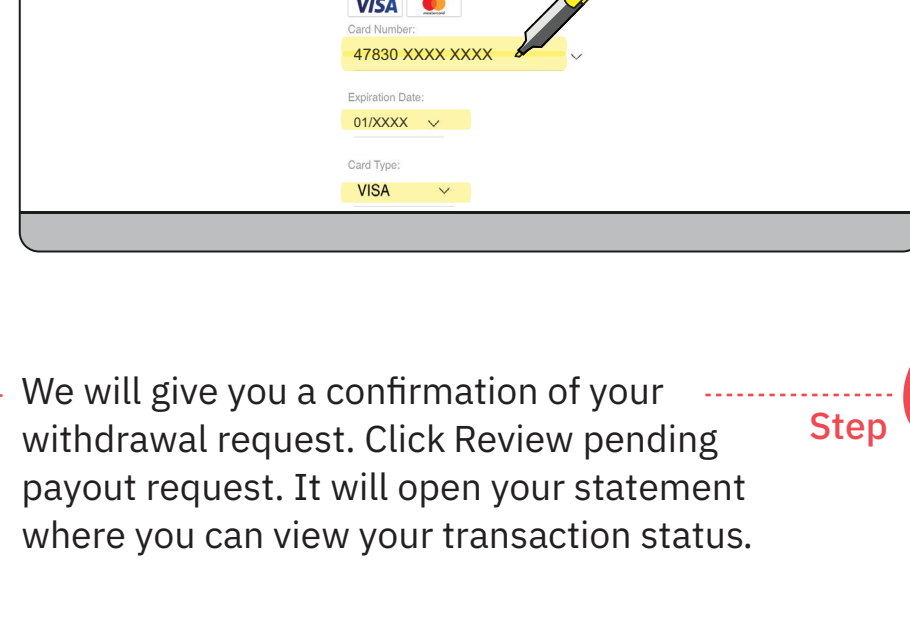 VISA mastercard
Card Number:
47830 XXXX XXXX
Expiration Date:
01/XXXX
Card Type:
VISA
We will give you a confirmation of your
withdrawal request. Click Review pending
payout request. It will open your statement
where you can view your transaction status.
Step